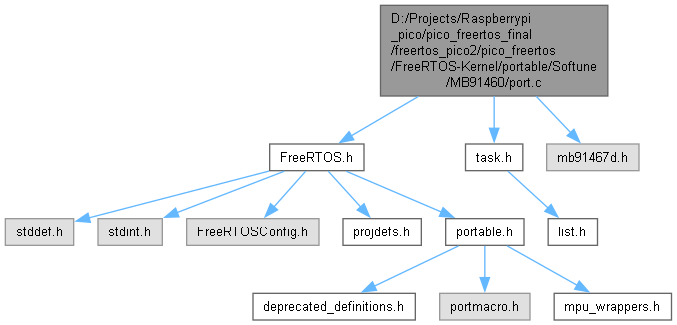 D:/Projects/Raspberrypi
_pico/pico_freertos_final
/freertos_pico2/pico_freertos
/FreeRTOS-Kernel/portable/Softune
/MB91460/port.c
FreeRTOS.h
task.h
mb91467d.h
stddef.h
stdint.h
FreeRTOSConfig.h
projdefs.h
portable.h
list.h
deprecated_definitions.h
portmacro.h
mpu_wrappers.h